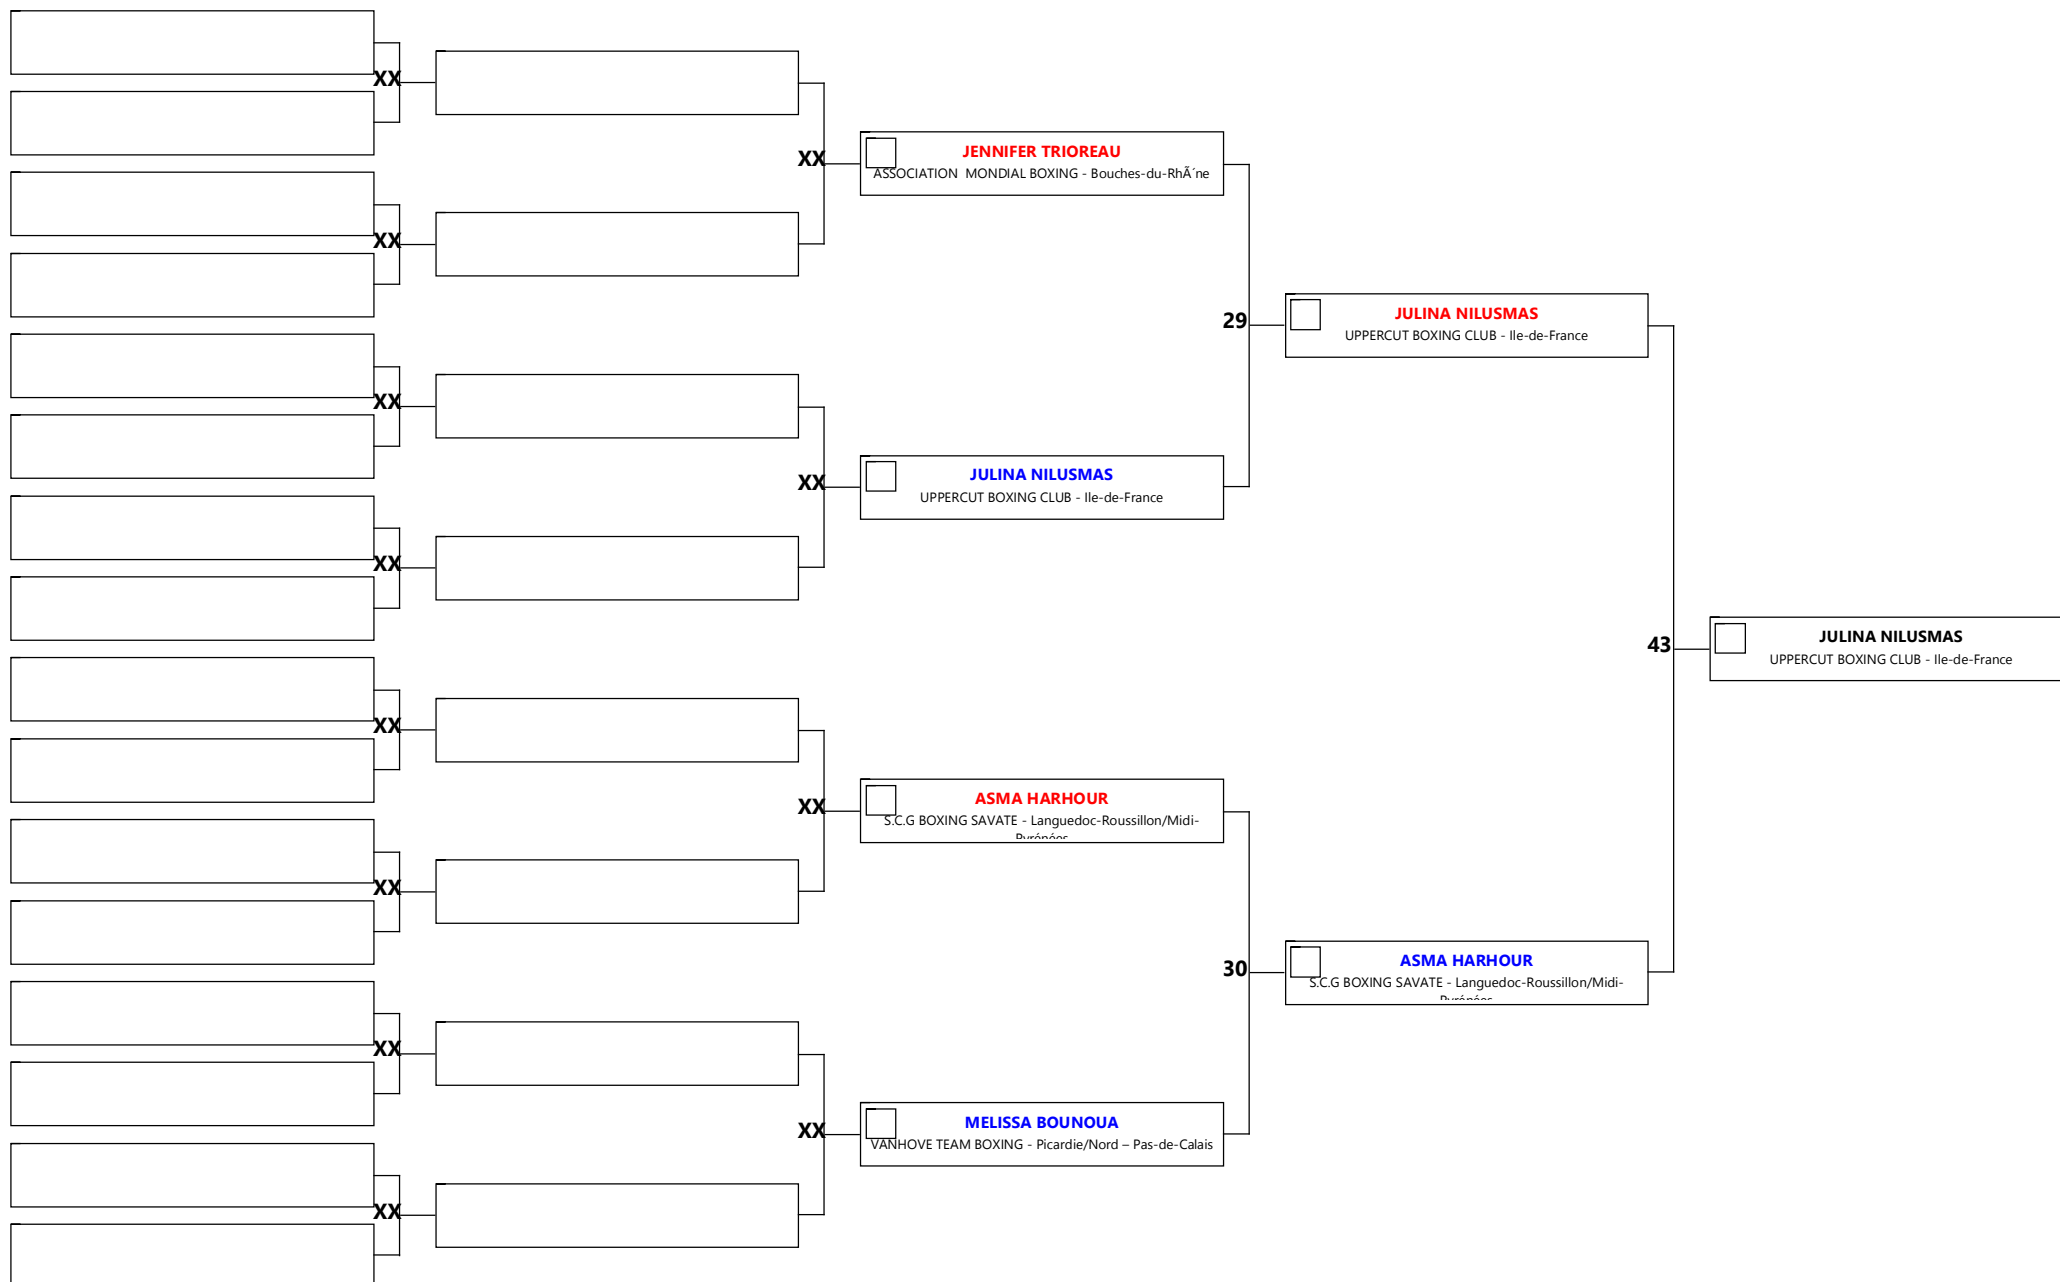 XX
XX
XX
XX
XX
XX
XX
XX
XX
XX
XX
XX
JENNIFER TRIOREAU
ASSOCIATION  MONDIAL BOXING - Bouches-du-RhÃ´ne
JULINA NILUSMAS
UPPERCUT BOXING CLUB - Ile-de-France
ASMA HARHOUR
S.C.G BOXING SAVATE - Languedoc-Roussillon/Midi-
Pyrénées
MELISSA BOUNOUA
VANHOVE TEAM BOXING - Picardie/Nord – Pas-de-Calais
29
30
JULINA NILUSMAS
UPPERCUT BOXING CLUB - Ile-de-France
ASMA HARHOUR
S.C.G BOXING SAVATE - Languedoc-Roussillon/Midi-
Pyrénées
43
JULINA NILUSMAS
UPPERCUT BOXING CLUB - Ile-de-France